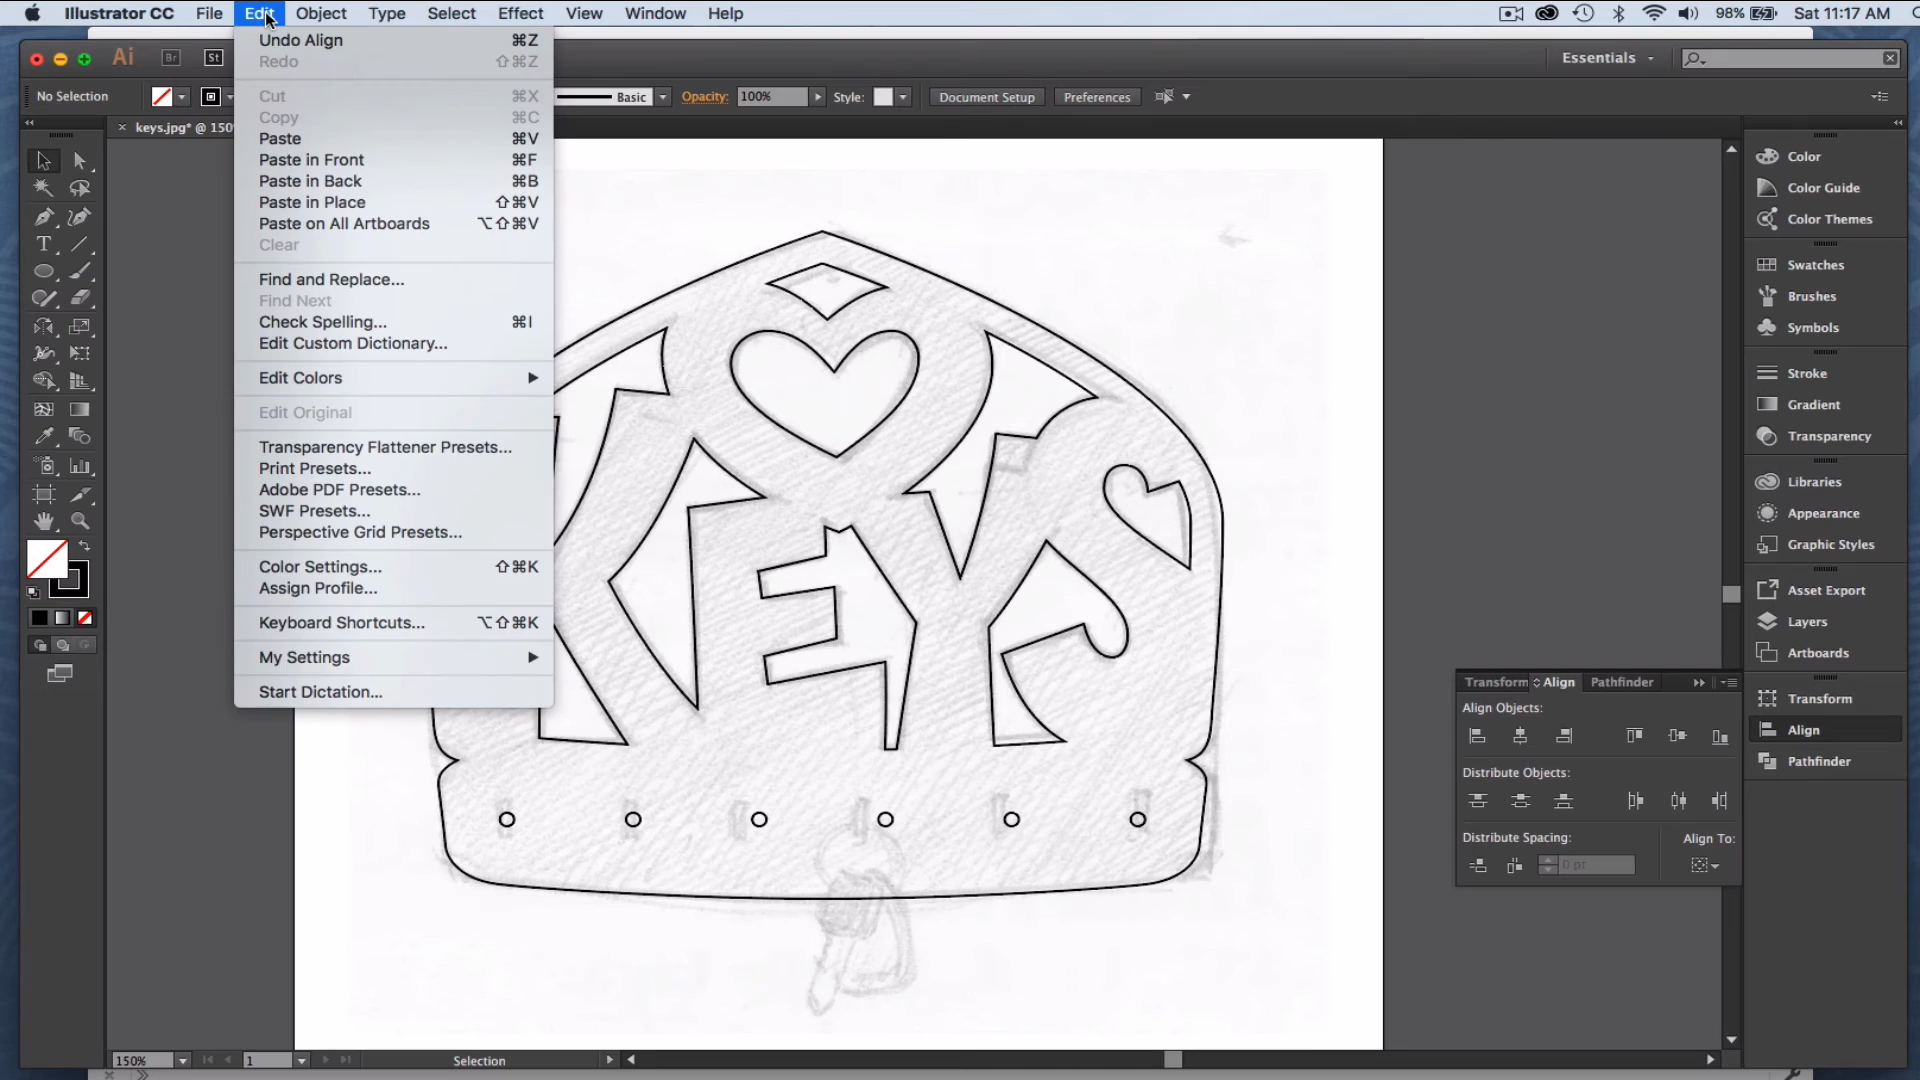 Illustrator CC File Edit Object Type Select Effect View Window Help 98% Sat 11:17 AM
Ai Br St Essentials
No Selection Basic Opacity: 100% Style: Document Setup Preferences
× keys.jpg* @ 150
Undo Align ⌘Z
Redo ⇧⌘Z
Cut ⌘X
Copy ⌘C
Paste ⌘V
Paste in Front ⌘F
Paste in Back ⌘B
Paste in Place ⇧⌘V
Paste on All Artboards ⌥⇧⌘V
Clear
Find and Replace...
Find Next
Check Spelling... ⌘I
Edit Custom Dictionary...
Edit Colors
Edit Original
Transparency Flattener Presets...
Print Presets...
Adobe PDF Presets...
SWF Presets...
Perspective Grid Presets...
Color Settings... ⇧⌘K
Assign Profile...
Keyboard Shortcuts... ⌥⇧⌘K
My Settings
Start Dictation...
KEYS
Color
Color Guide
Color Themes
Swatches
Brushes
Symbols
Stroke
Gradient
Transparency
Libraries
Appearance
Graphic Styles
Asset Export
Layers
Artboards
Transform
Align
Pathfinder
Transform Align Pathfinder
Align Objects:
Distribute Objects:
Distribute Spacing: Align To:
0 pt
150% 1 Selection